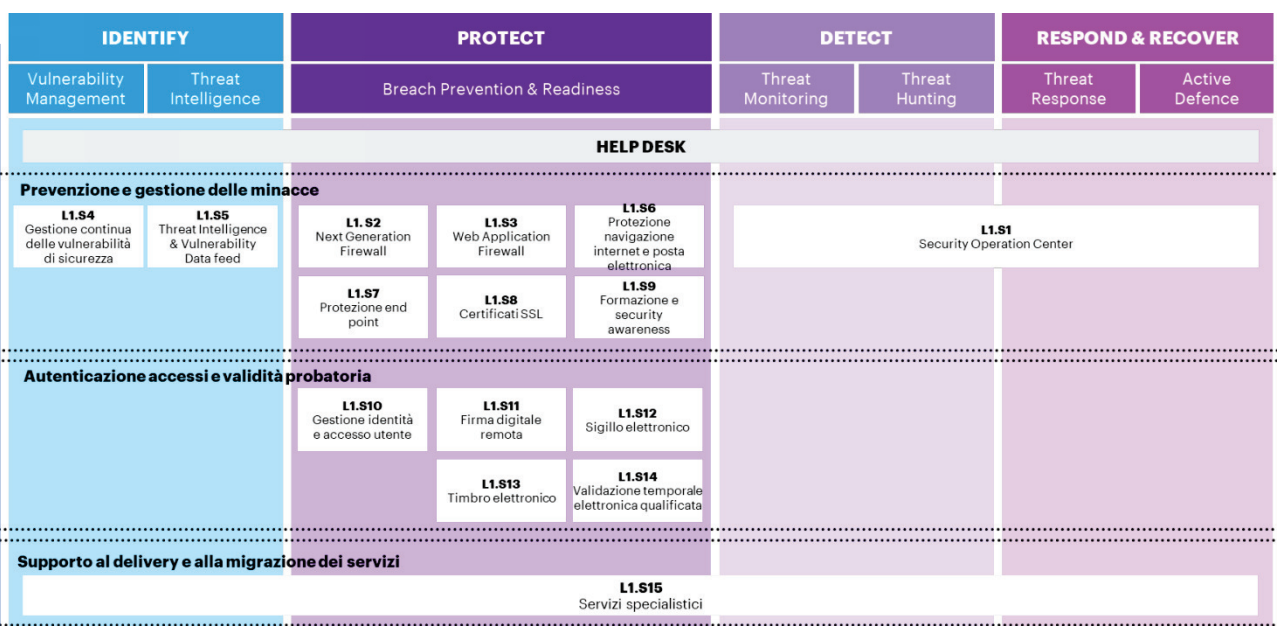 IDENTIFY
PROTECT
DETECT
RESPOND & RECOVER
Vulnerability
Management
Threat
Intelligence
Breach Prevention & Readiness
Threat
Monitoring
Threat
Hunting
Threat
Response
Active
Defence
HELP DESK
Prevenzione e gestione delle minacce
L1.S4
Gestione continua
delle vulnerabilità
di sicurezza
L1.S5
Threat Intelligence
& Vulnerability
Data feed
L1. S2
Next Generation
Firewall
L1.S3
Web Application
Firewall
L1.S6
Protezione
navigazione
internet e posta
elettronica
L1.S1
Security Operation Center
L1.S7
Protezione end
point
L1.S8
Certificati SSL
L1.S9
Formazione e
security
awareness
Autenticazione accessi e validità probatoria
L1.S10
Gestione identità
e accesso utente
L1.S11
Firma digitale
remota
L1.S12
Sigillo elettronico
L1.S13
Timbro elettronico
L1.S14
Validazione temporale
elettronica qualificata
Supporto al delivery e alla migrazione dei servizi
L1.S15
Servizi specialistici